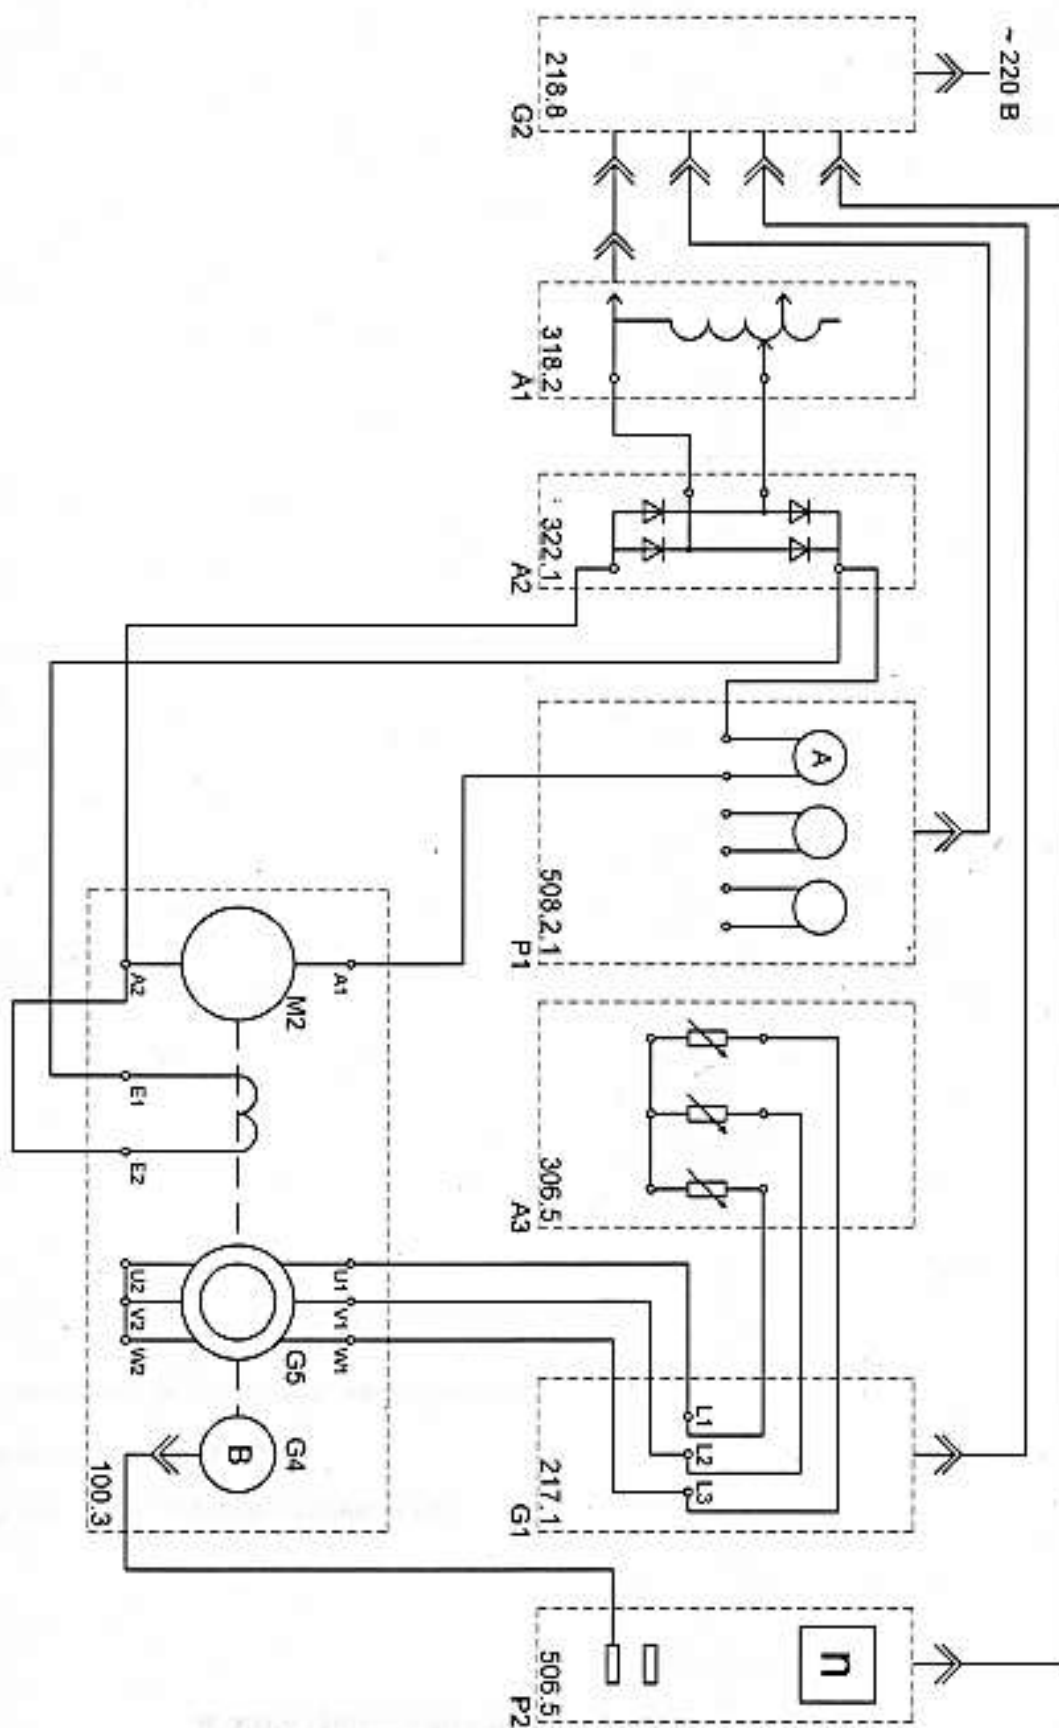 ~ 220 В
218.8
G2
318.2
A1
322.1
A2
A
508.2.1
P1
A2
A1
M2
E1
E2
306.5
A3
U2
V2
W2
U1
V1
W1
G5
B
G4
100.3
L1
L2
L3
217.1
G1
n
506.5
P2